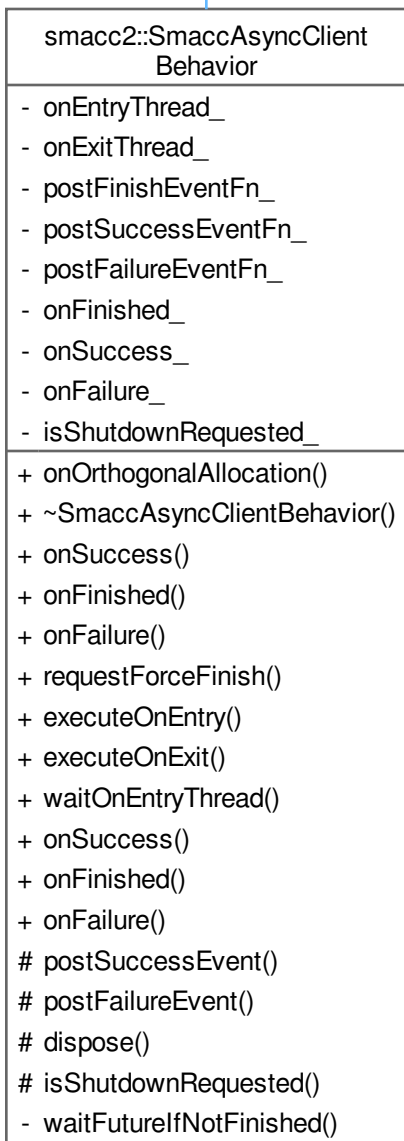 smacc2::SmaccAsyncClient
Behavior
- onEntryThread_
- onExitThread_
- postFinishEventFn_
- postSuccessEventFn_
- postFailureEventFn_
- onFinished_
- onSuccess_
- onFailure_
- isShutdownRequested_
+ onOrthogonalAllocation()
+ ~SmaccAsyncClientBehavior()
+ onSuccess()
+ onFinished()
+ onFailure()
+ requestForceFinish()
+ executeOnEntry()
+ executeOnExit()
+ waitOnEntryThread()
+ onSuccess()
+ onFinished()
+ onFailure()
# postSuccessEvent()
# postFailureEvent()
# dispose()
# isShutdownRequested()
- waitFutureIfNotFinished()